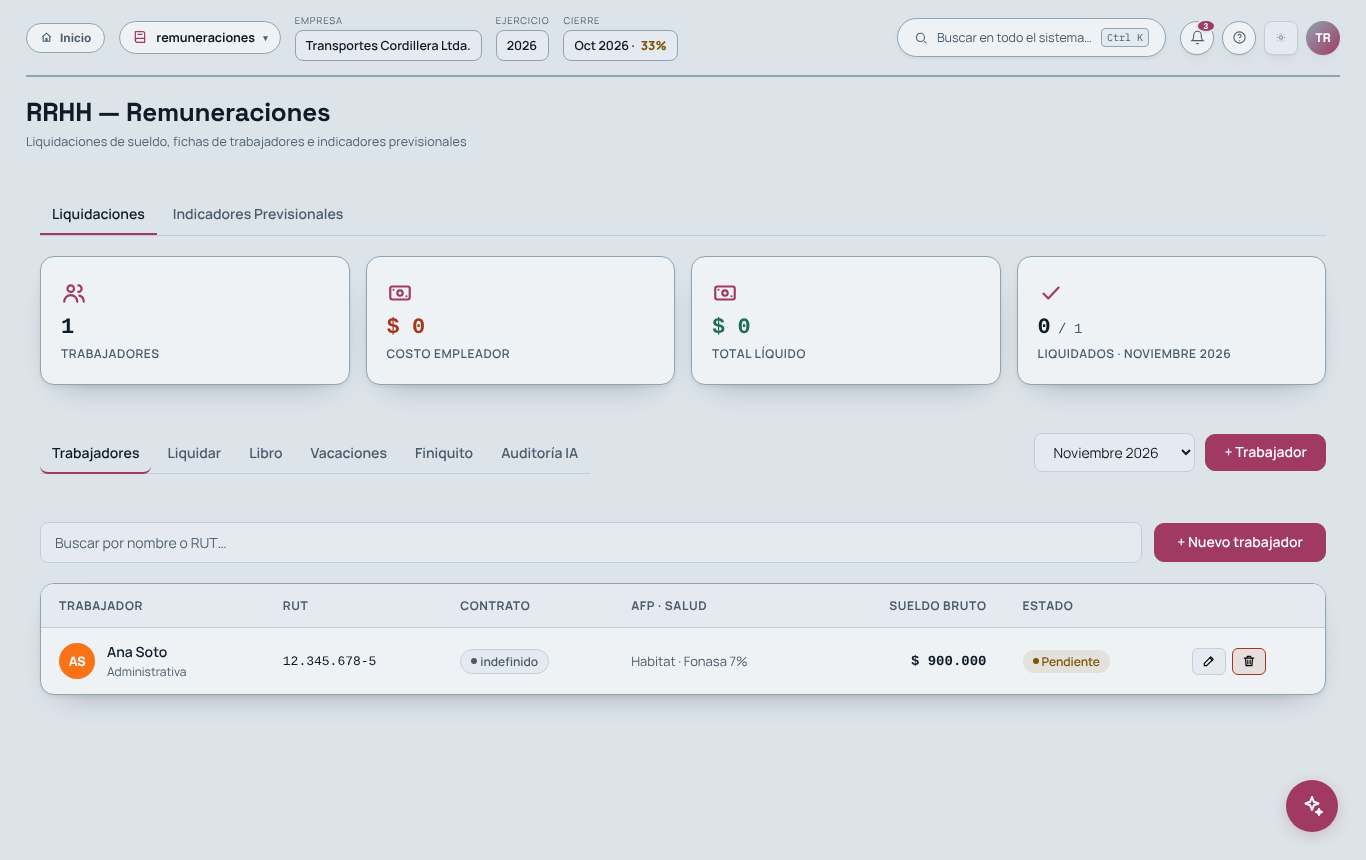 Inicio
remuneraciones ▾
EMPRESA
Transportes Cordillera Ltda.
EJERCICIO
2026
CIERRE
Oct 2026 · 33%
Buscar en todo el sistema... Ctrl K
3
TR
RRHH — Remuneraciones
Liquidaciones de sueldo, fichas de trabajadores e indicadores previsionales
Liquidaciones Indicadores Previsionales
1
TRABAJADORES
$ 0
COSTO EMPLEADOR
$ 0
TOTAL LÍQUIDO
0 / 1
LIQUIDADOS · NOVIEMBRE 2026
Trabajadores Liquidar Libro Vacaciones Finiquito Auditoría IA
Noviembre 2026
+ Trabajador
Buscar por nombre o RUT...
+ Nuevo trabajador
TRABAJADOR RUT CONTRATO AFP · SALUD SUELDO BRUTO ESTADO
AS Ana Soto 12.345.678-5 indefinido Habitat · Fonasa 7% $ 900.000 Pendiente
Administrativa